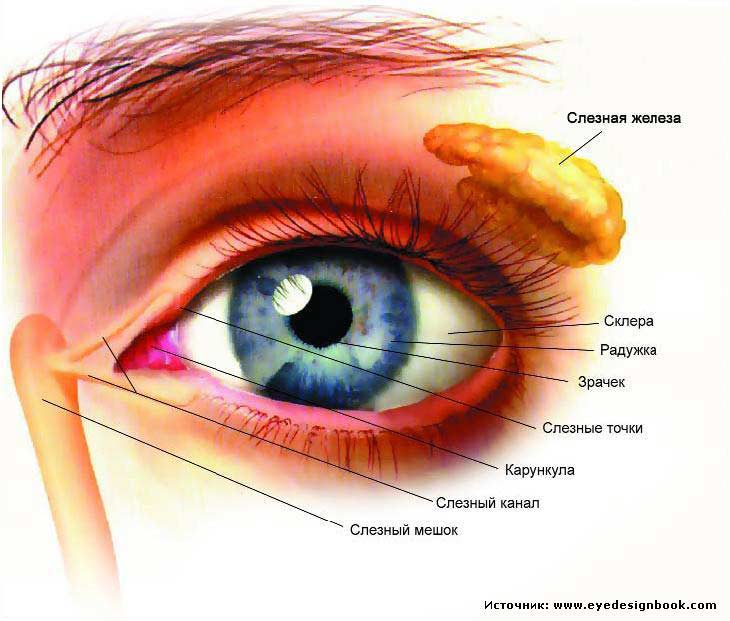 Слезная железа
Склера
Радужка
Зрачек
Слезные точки
Карункула
Слезный канал
Слезный мешок
Источник: www.eyedesignbook.com